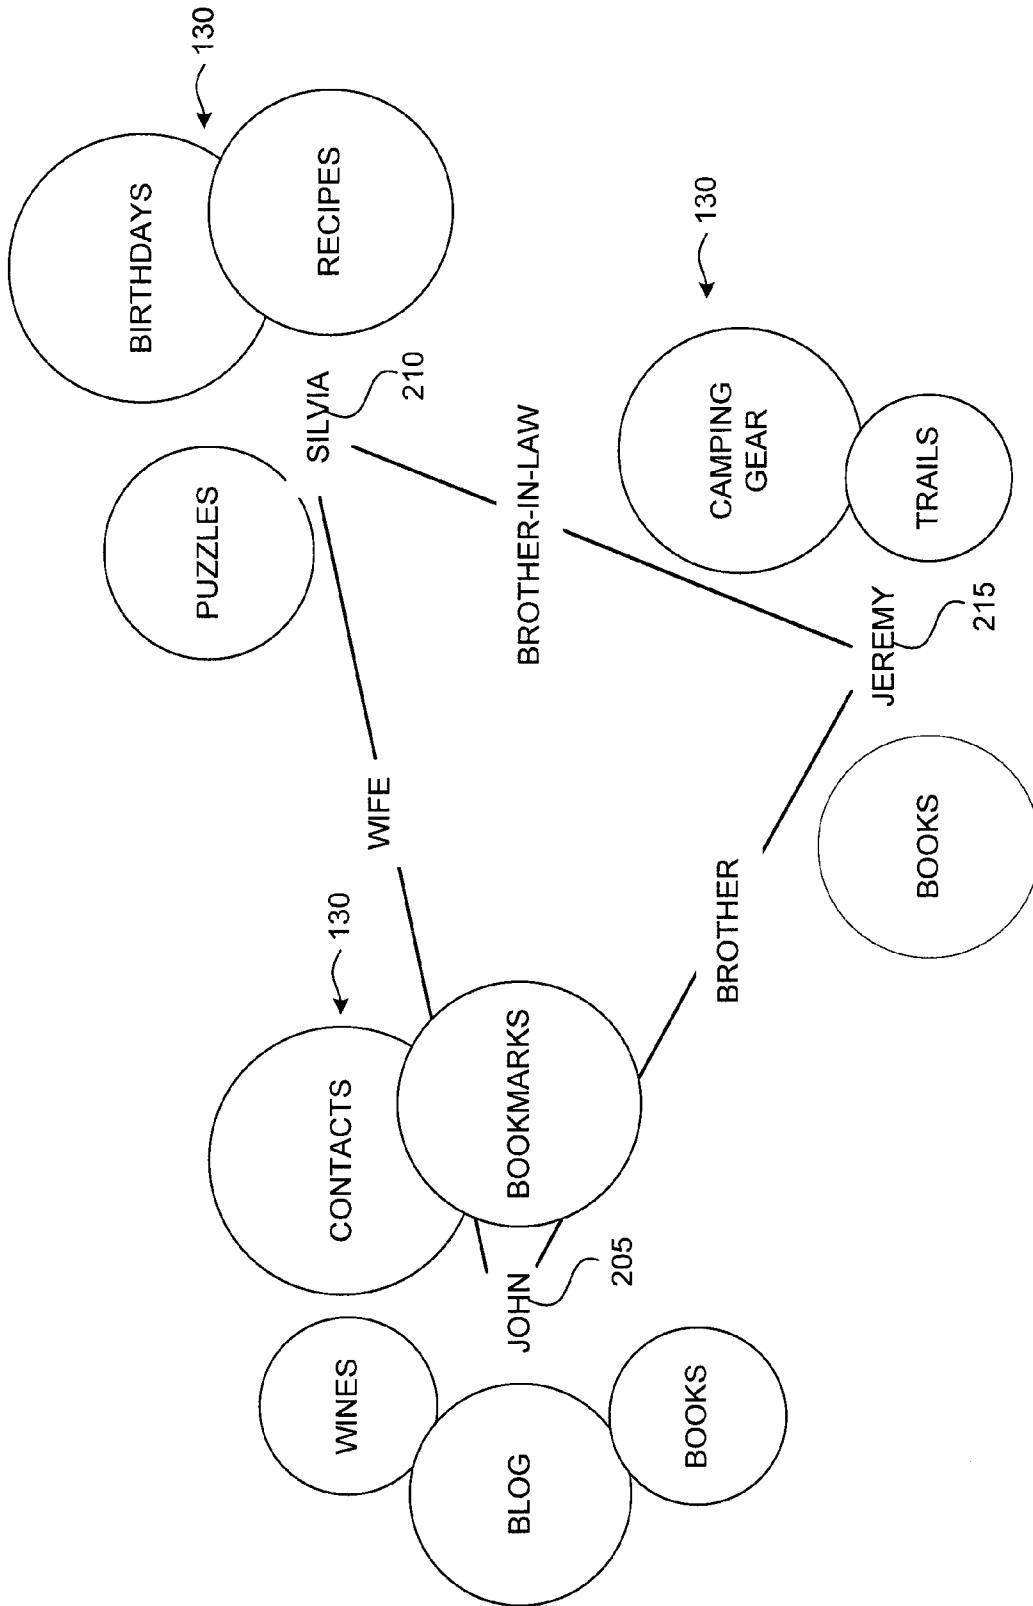 130
BIRTHDAYS
RECIPES
PUZZLES
SILVIA
210
WIFE
BROTHER-IN-LAW
130
CAMPING
GEAR
TRAILS
JEREMY
215
130
CONTACTS
BOOKMARKS
BROTHER
BOOKS
WINES
JOHN
205
BLOG
BOOKS